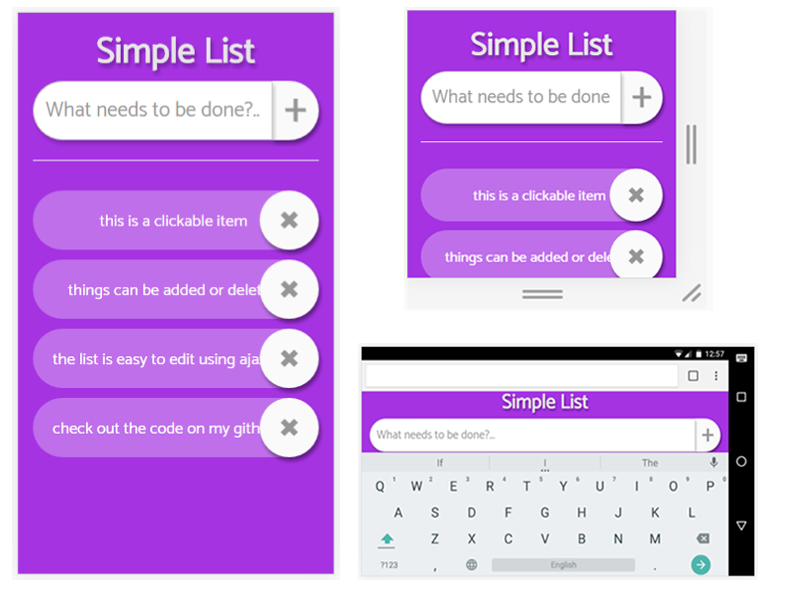 Simple List
What needs to be done?..
+
this is a clickable item
things can be added or delet
the list is easy to edit using aja
check out the code on my gith
Simple List
What needs to be done
+
this is a clickable item
things can be added or dele
12:57
Simple List
What needs to be done?...
+
If I The
Q 1 W 2 E 3 R 4 T 5 Y 6 U 7 I 8 O 9 P 0
A S D F G H J K L
Z X C V B N M
?123 , English .